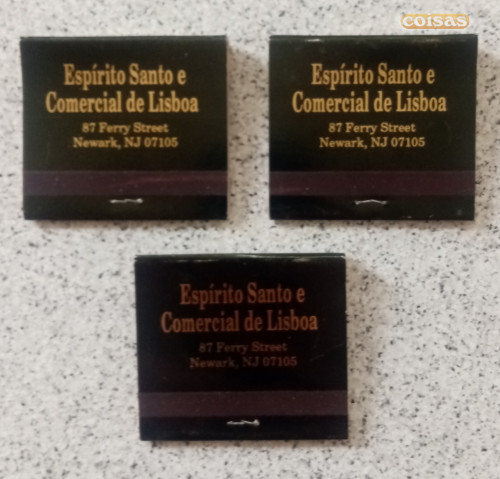 coisas
Espírito Santo e
Comercial de Lisboa
87 Ferry Street
Newark, NJ 07105
Espírito Santo e
Comercial de Lisboa
87 Ferry Street
Newark, NJ 07105
Espírito Santo e
Comercial de Lisboa
87 Ferry Street
Newark, NJ 07105